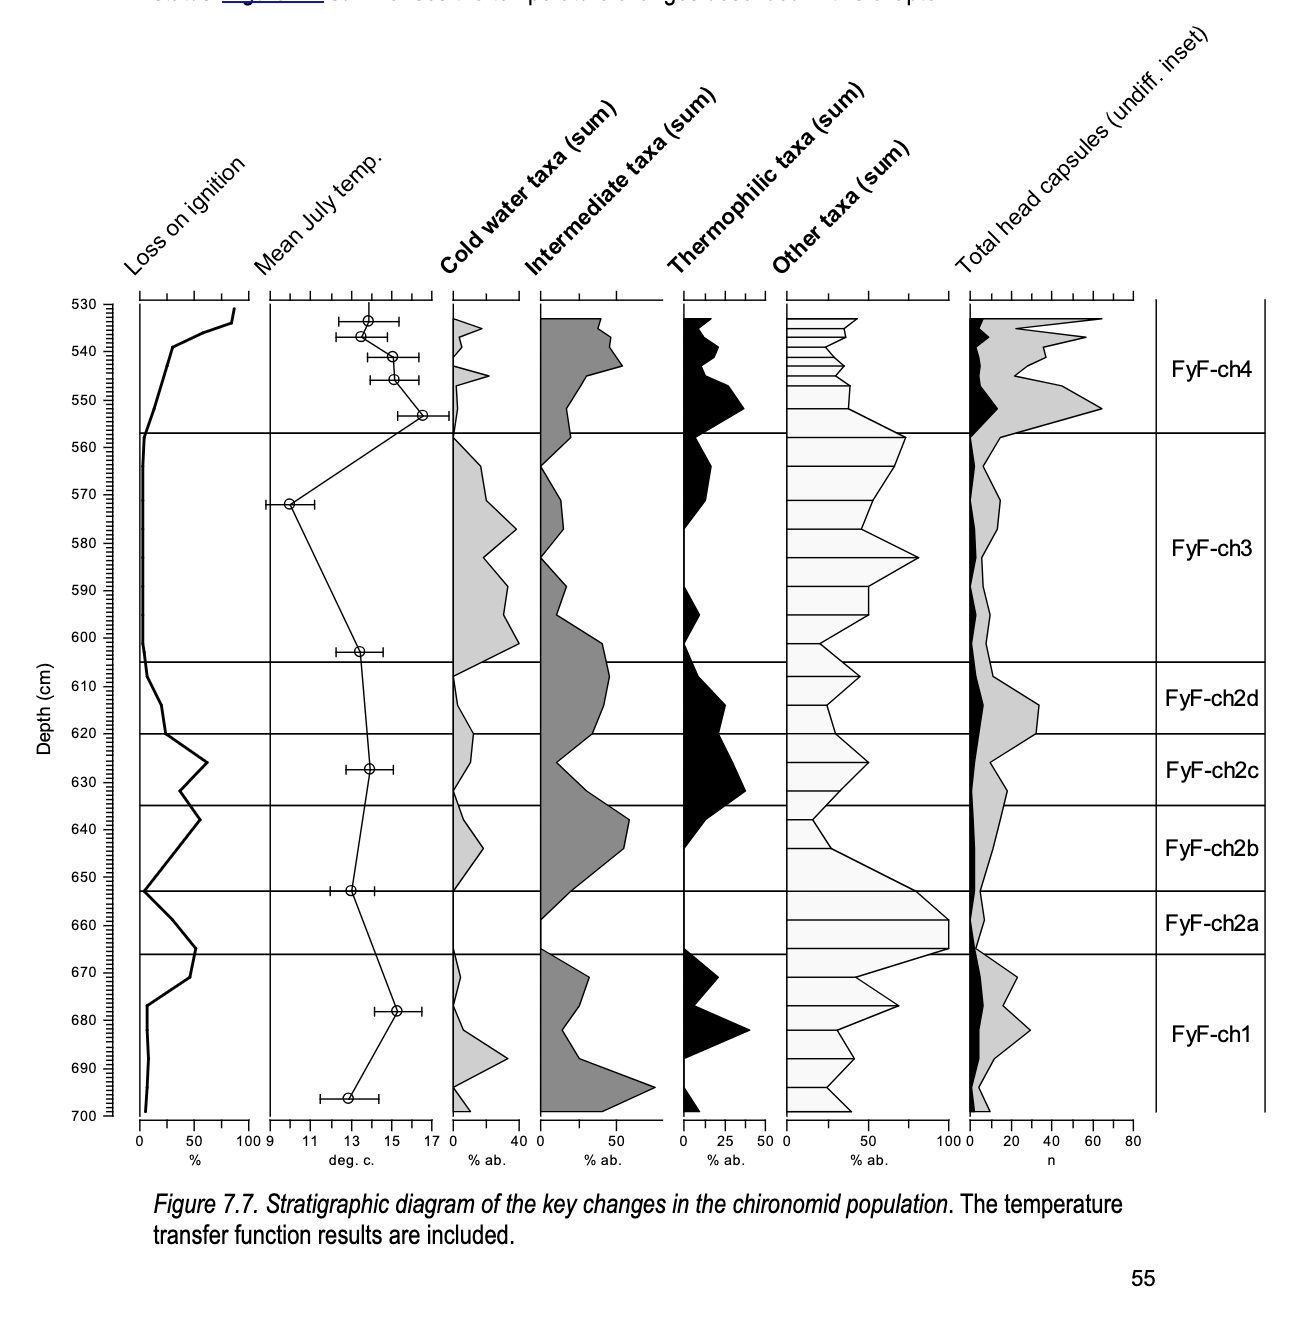 Loss on ignition
Mean July temp.
Cold water taxa (sum)
Intermediate taxa (sum)
Thermophilic taxa (sum)
Other taxa (sum)
Total head capsules (undiff. inset)
Depth (cm)
530
540
550
560
570
580
590
600
610
620
630
640
650
660
670
680
690
700
FyF-ch4
FyF-ch3
FyF-ch2d
FyF-ch2c
FyF-ch2b
FyF-ch2a
FyF-ch1
0 50 100 9 11 13 15 17 0 40 0 50 0 25 50 0 50 100 0 20 40 60 80
% deg. c. % ab. % ab. % ab. % ab. n
Figure 7.7. Stratigraphic diagram of the key changes in the chironomid population. The temperature
transfer function results are included.
55